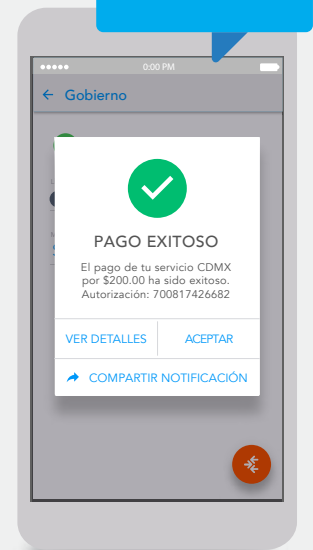 0:00 PM
Gobierno
PAGO EXITOSO
El pago de tu servicio CDMX
por $200.00 ha sido exitoso.
Autorización: 700817426682
VER DETALLES ACEPTAR
COMPARTIR NOTIFICACIÓN